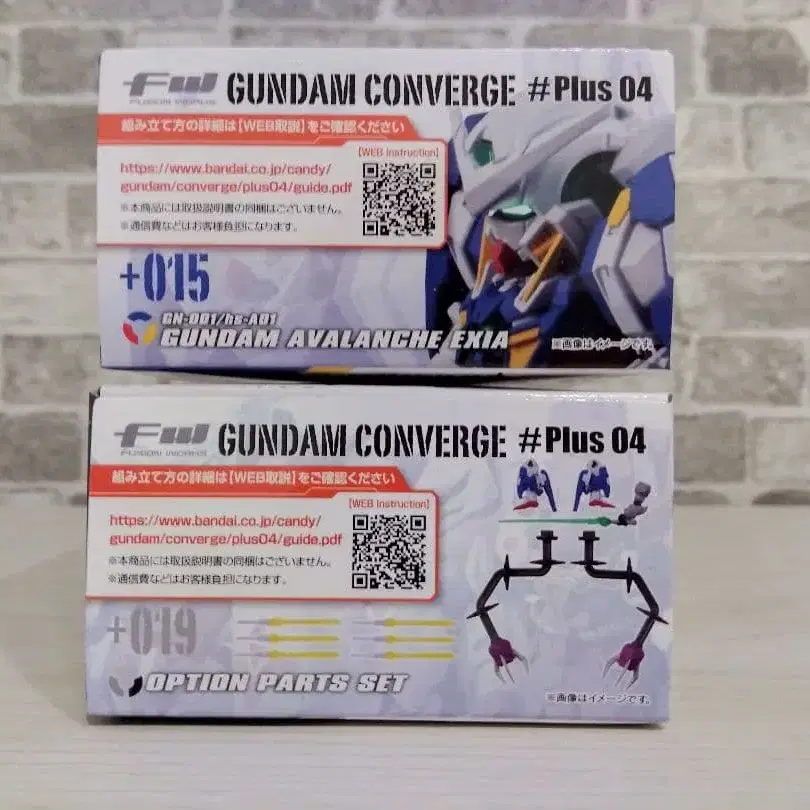 FW GUNDAM CONVERGE #Plus 04
FUSION WORKS
組み立て方の詳細は【WEB取説】をご確認ください
【WEB Instruction】
https://www.bandai.co.jp/candy/
gundam/converge/plus04/guide.pdf
※本商品には取扱説明書の同梱はございません。
※通信費などはお客様負担になります。
+015
GN-001/hs-A01
GUNDAM AVALANCHE EXIA
※画像はイメージです。
FW GUNDAM CONVERGE #Plus 04
FUSION WORKS
組み立て方の詳細は【WEB取説】をご確認ください
【WEB Instruction】
https://www.bandai.co.jp/candy/
gundam/converge/plus04/guide.pdf
※本商品には取扱説明書の同梱はございません。
※通信費などはお客様負担になります。
+019
OPTION PARTS SET
※画像はイメージです。